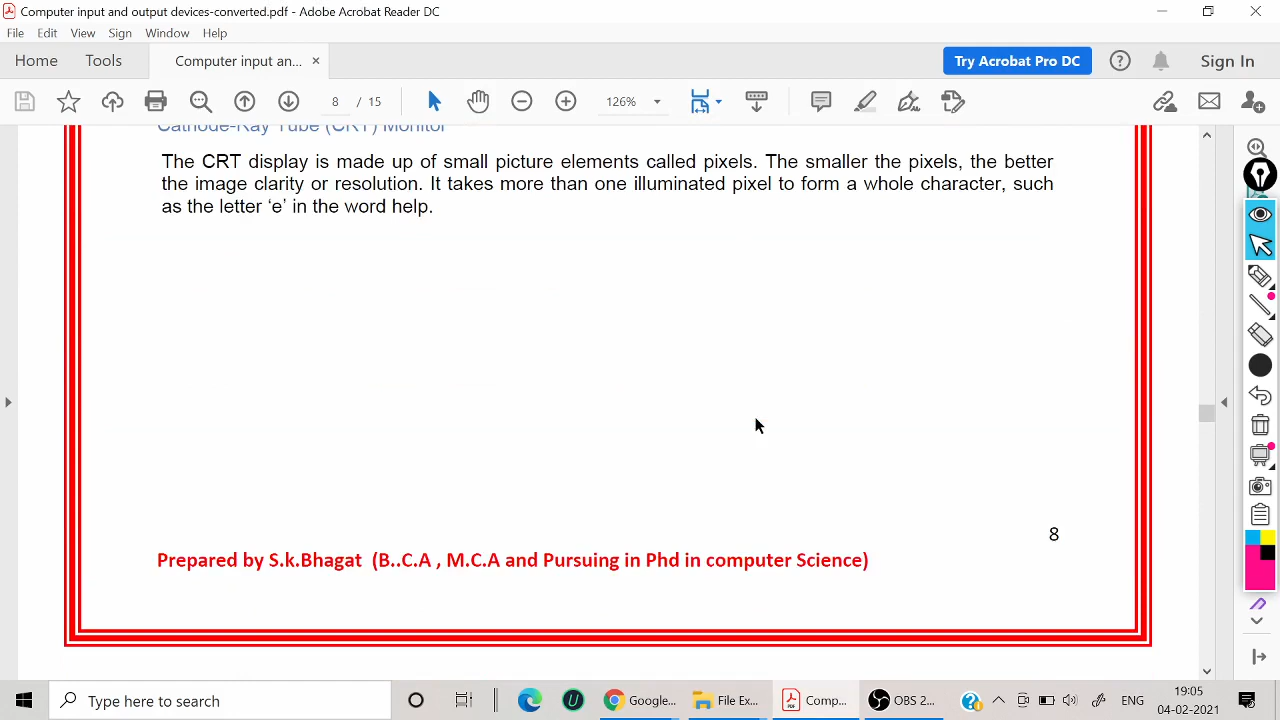 Computer input and output devices-converted.pdf - Adobe Acrobat Reader DC
File Edit View Sign Window Help
Home Tools Computer input an... × Try Acrobat Pro DC Sign In
8 / 15 126%
Cathode-Ray Tube (CRT) Monitor
The CRT display is made up of small picture elements called pixels. The smaller the pixels, the better
the image clarity or resolution. It takes more than one illuminated pixel to form a whole character, such
as the letter ‘e’ in the word help.
8
Prepared by S.k.Bhagat (B..C.A , M.C.A and Pursuing in Phd in computer Science)
Type here to search Google... File Ex... Comp... OBS 2... ENG 19:05
04-02-2021